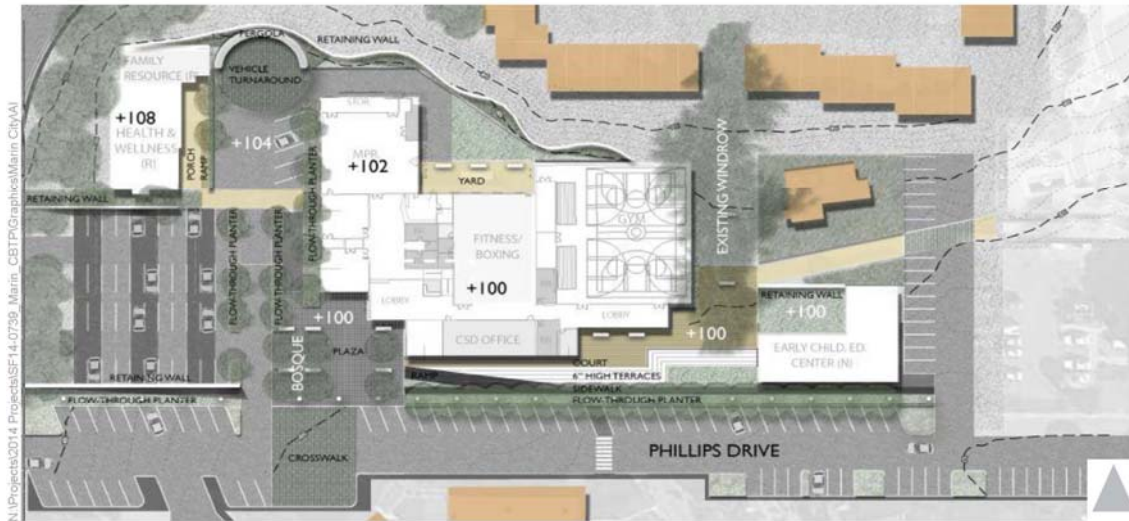 N:\Projects\2014 Projects\SF14-0739_Marin_CBTP\Graphics\Marin City\AI
PERGOLA
RETAINING WALL
FAMILY
RESOURCE (R)
VEHICLE
TURNAROUND
+108
HEALTH &
WELLNESS
(R)
PORCH
RAMP
+104
STOR
MPR
+102
FLOW-THROUGH PLANTER
YARD
GYM
EXISTING WINDROW
RETAINING WALL
FLOW-THROUGH PLANTER
FLOW-THROUGH PLANTER
FITNESS/
BOXING
+100
LOBBY
LOBBY
CSD OFFICE
+100
PLAZA
BOSQUE
+100
RETAINING WALL
+100
EARLY CHILD. ED.
CENTER (N)
COURT
6" HIGH TERRACES
RAMP
SIDEWALK
FLOW-THROUGH PLANTER
RETAINING WALL
FLOW-THROUGH PLANTER
CROSSWALK
PHILLIPS DRIVE